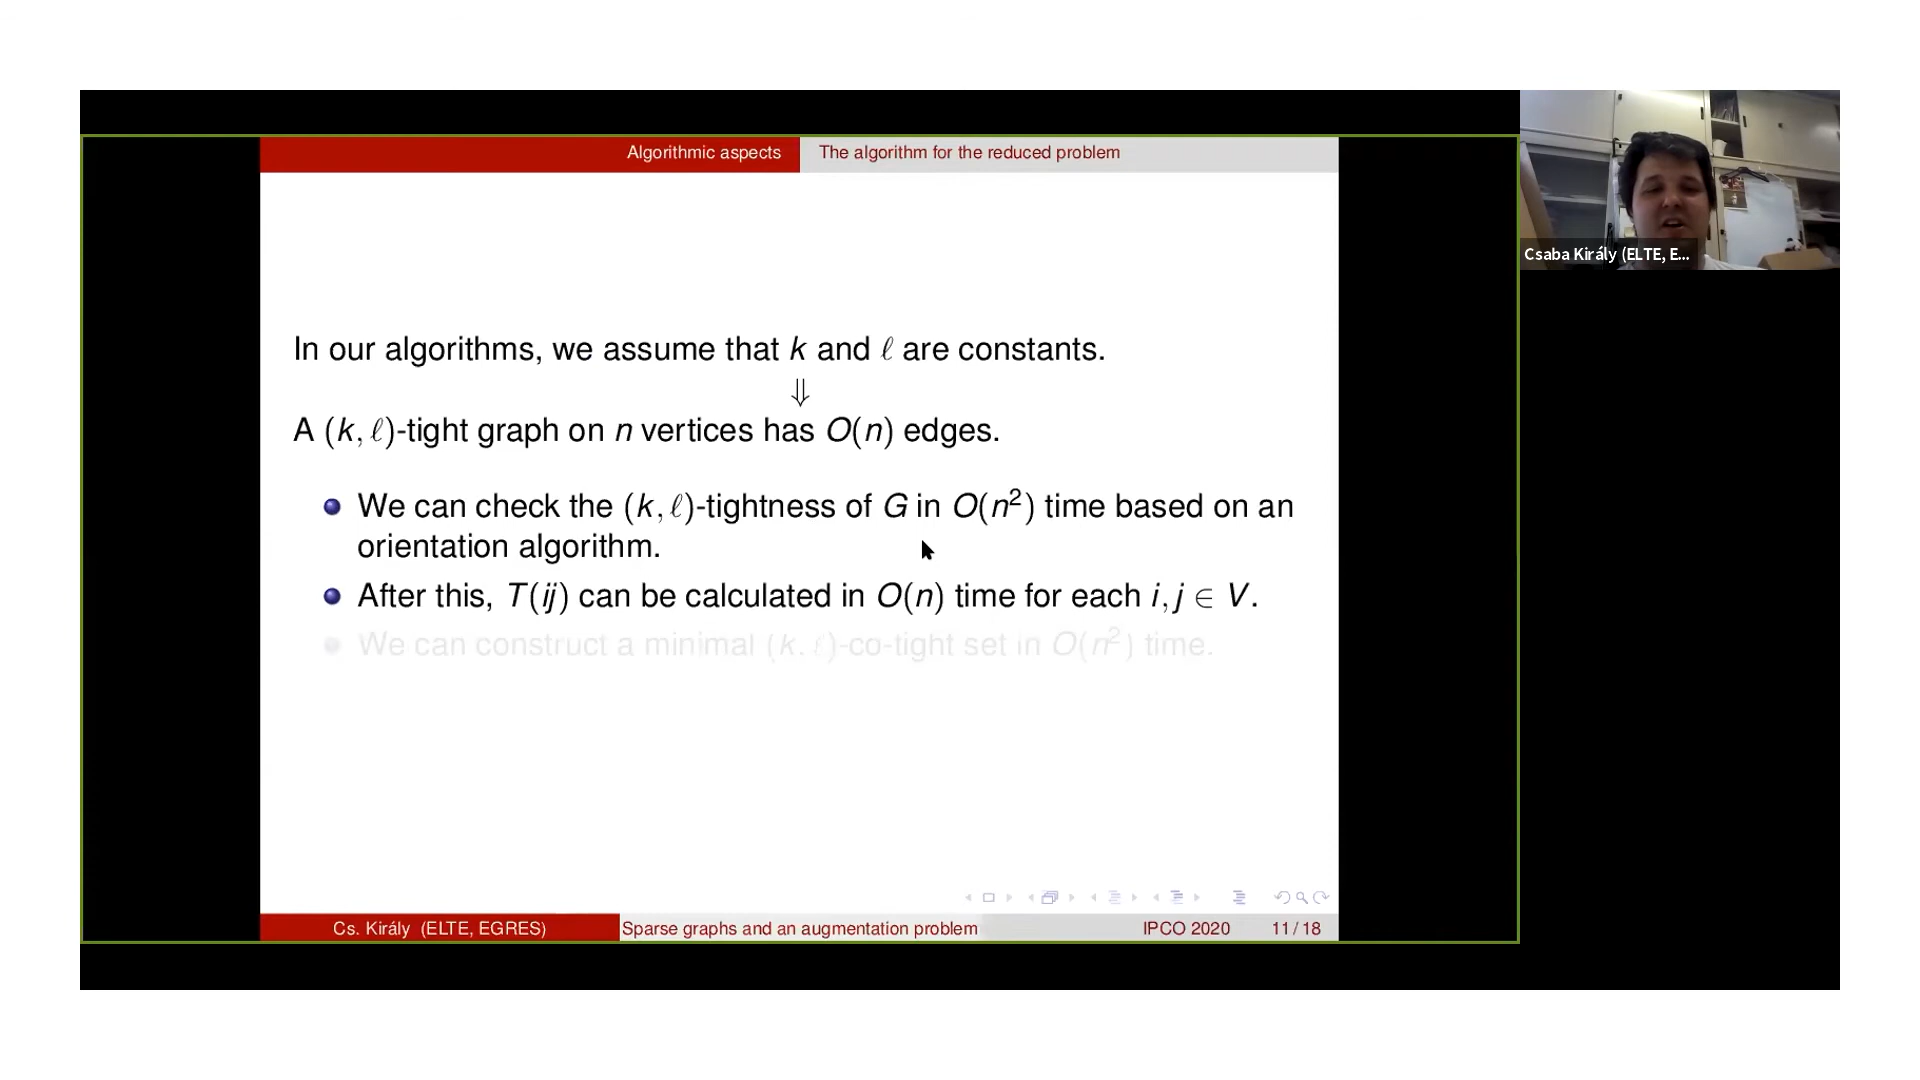 Algorithmic aspects The algorithm for the reduced problem
Csaba Király (ELTE, E...
In our algorithms, we assume that k and ℓ are constants.
⇓
A (k, ℓ)-tight graph on n vertices has O(n) edges.
We can check the (k, ℓ)-tightness of G in O(n²) time based on an
orientation algorithm.
After this, T(ij) can be calculated in O(n) time for each i, j ∈ V.
We can construct a minimal (k, ℓ)-co-tight set in O(n²) time.
Cs. Király (ELTE, EGRES) Sparse graphs and an augmentation problem IPCO 2020 11 / 18